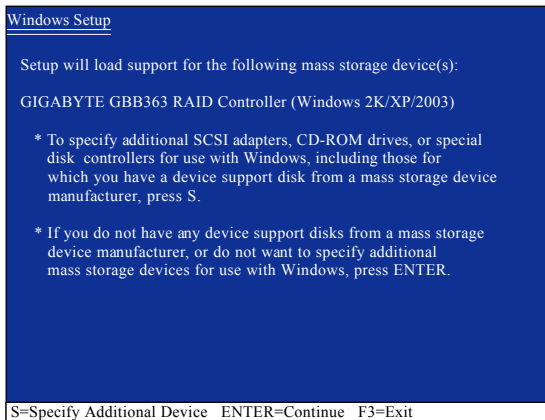 Windows Setup
Setup will load support for the following mass storage device(s):
GIGABYTE GBB363 RAID Controller (Windows 2K/XP/2003)
* To specify additional SCSI adapters, CD-ROM drives, or special
disk controllers for use with Windows, including those for
which you have a device support disk from a mass storage device
manufacturer, press S.
* If you do not have any device support disks from a mass storage
device manufacturer, or do not want to specify additional
mass storage devices for use with Windows, press ENTER.
S=Specify Additional Device ENTER=Continue F3=Exit